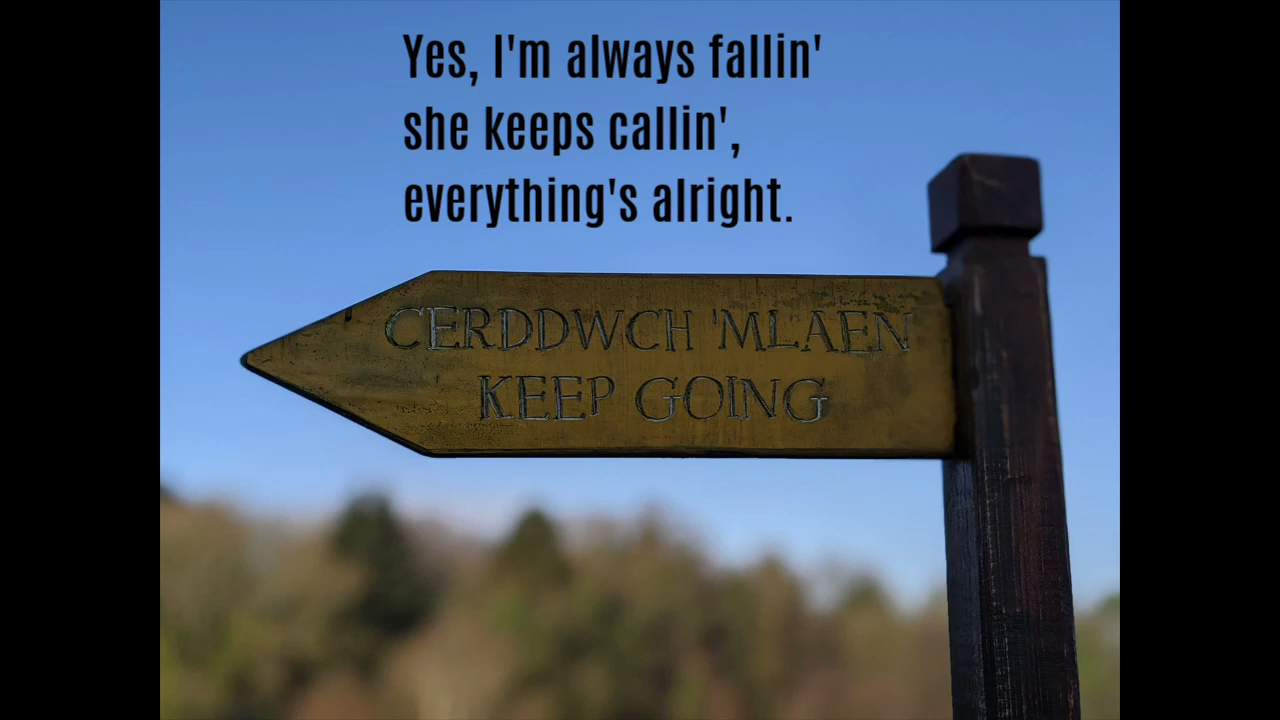 Yes, I'm always fallin'
she keeps callin',
everything's alright.
CERDDWCH 'MLAEN
KEEP GOING